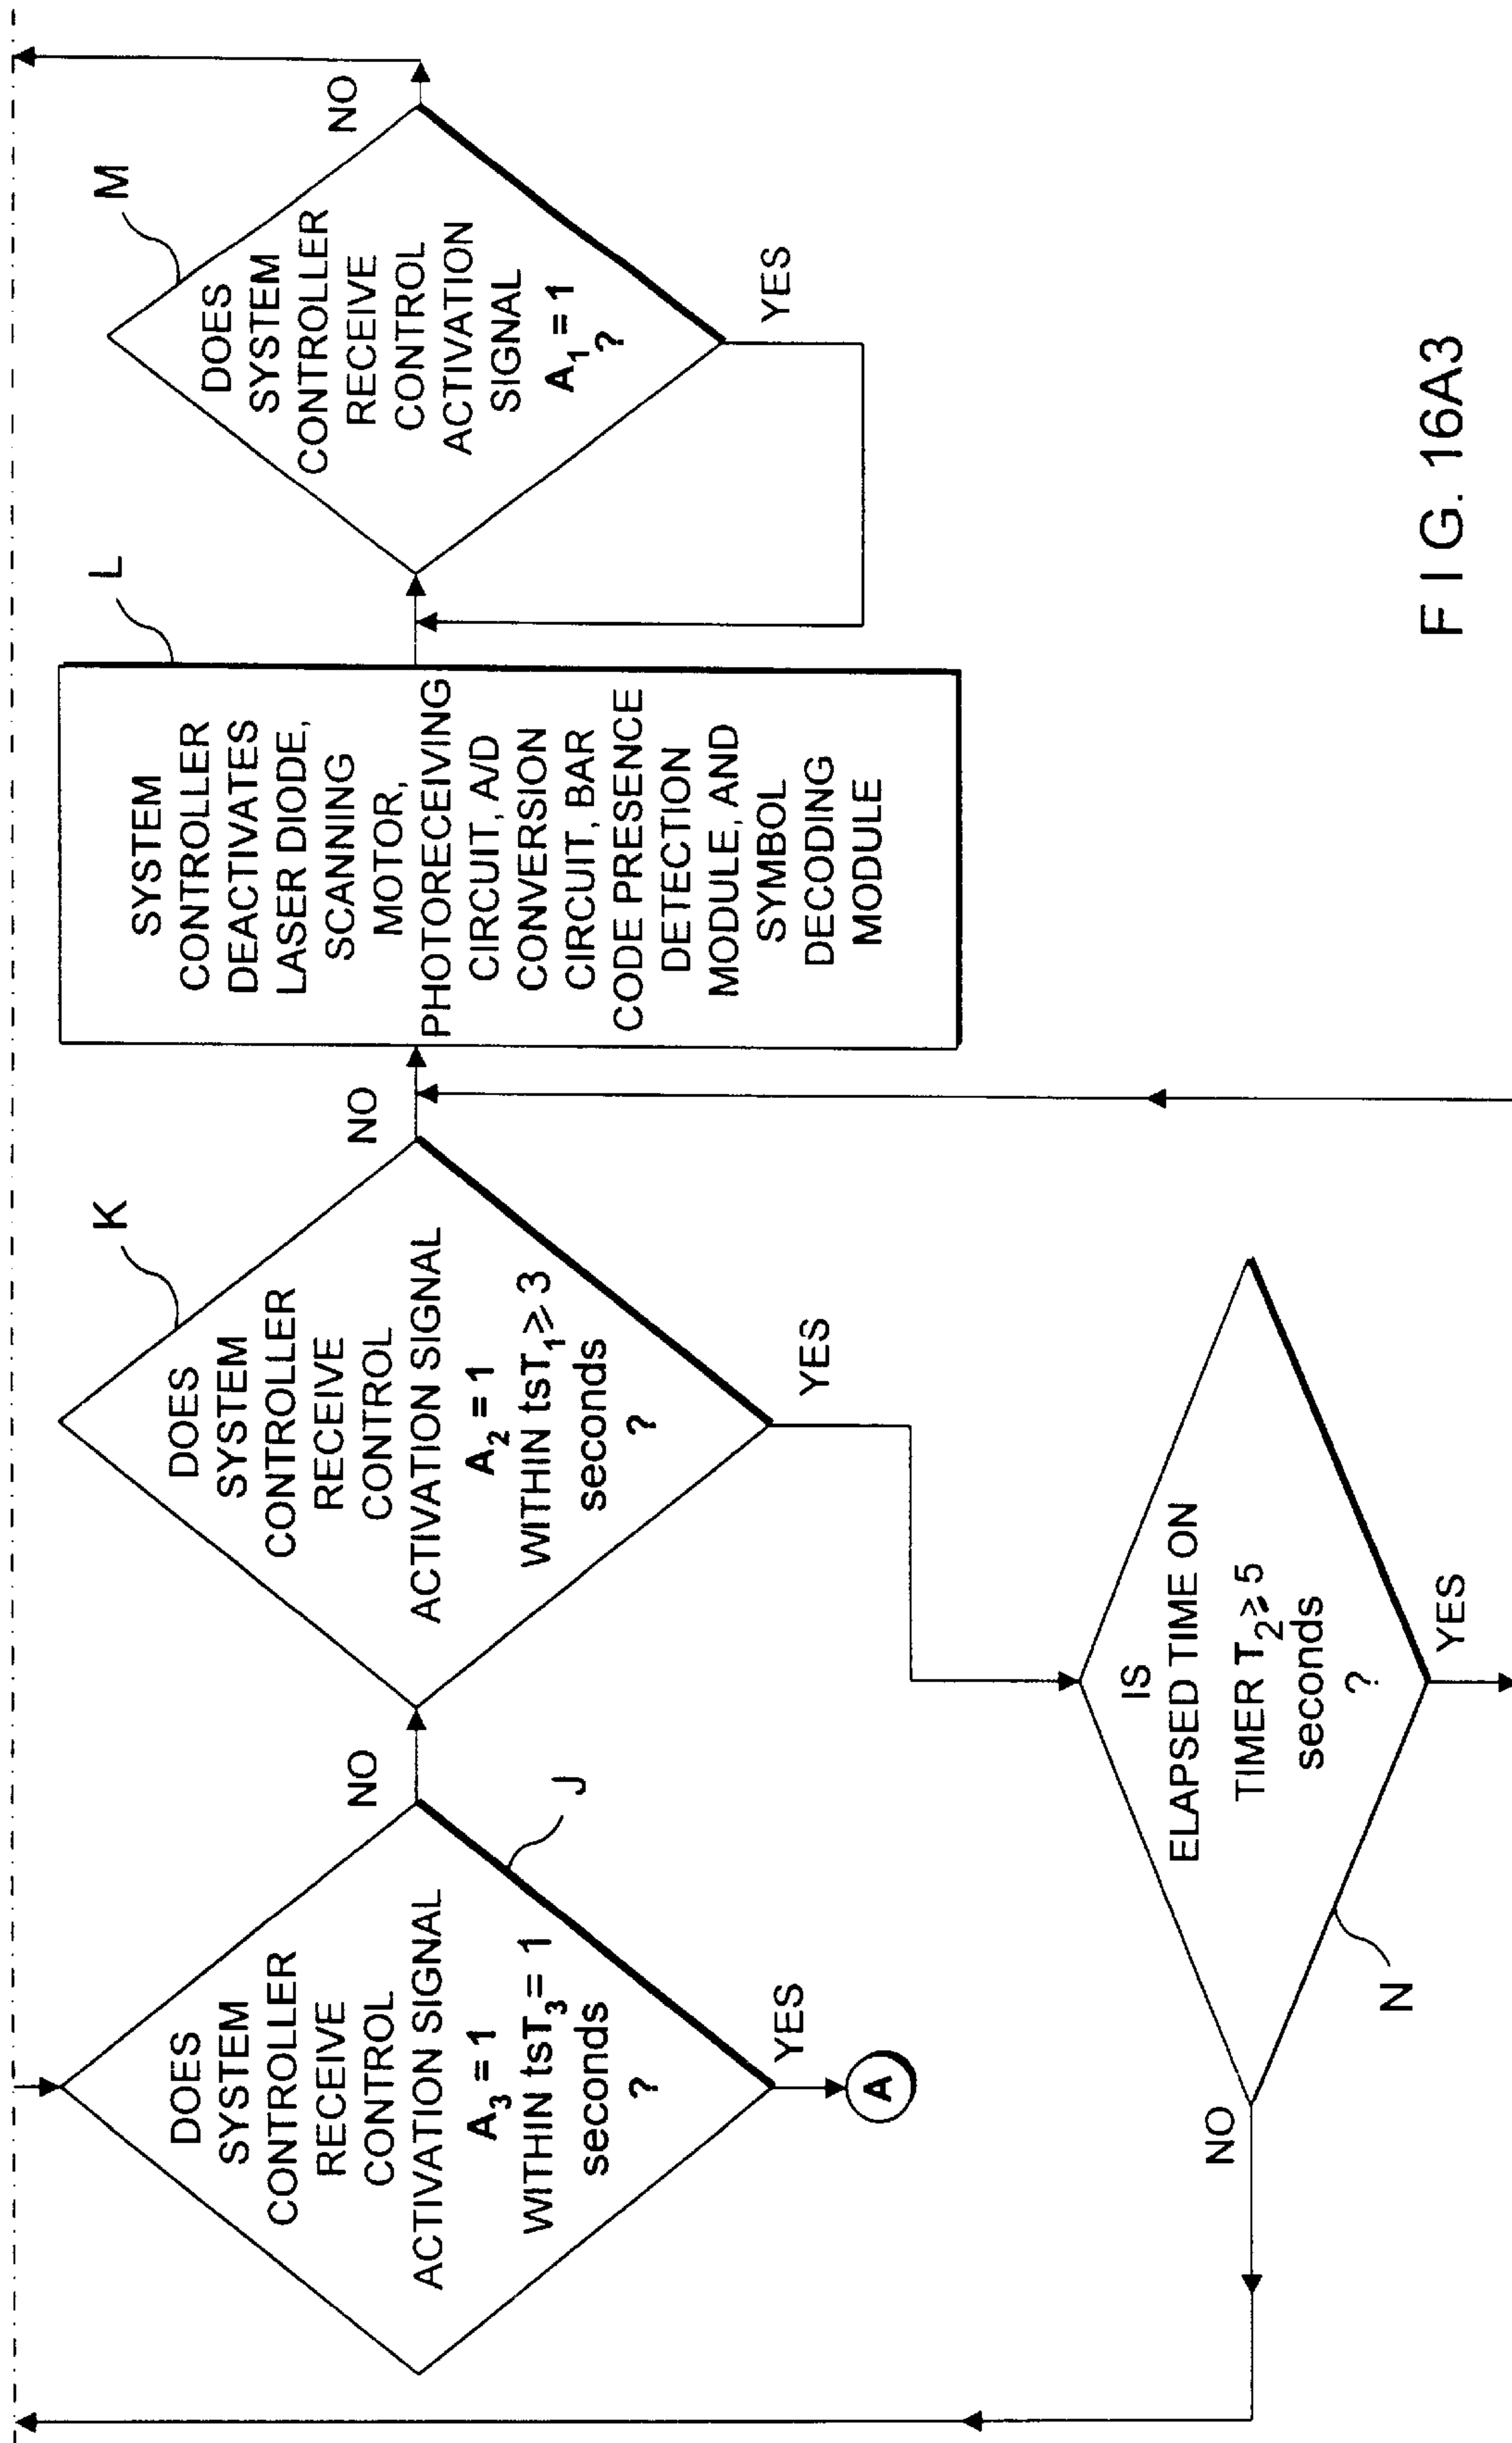 DOES
SYSTEM
CONTROLLER
RECEIVE
CONTROL
ACTIVATION SIGNAL
A₃ = 1
WITHIN tsT₃ = 1
seconds
?
J
NO
YES
A
K
DOES
SYSTEM
CONTROLLER
RECEIVE
CONTROL
ACTIVATION SIGNAL
A₂ = 1
WITHIN tsT₁ ⩾ 3
seconds
?
NO
YES
L
SYSTEM
CONTROLLER
DEACTIVATES
LASER DIODE,
SCANNING
MOTOR,
PHOTORECEIVING
CIRCUIT, A/D
CONVERSION
CIRCUIT, BAR
CODE PRESENCE
DETECTION
MODULE, AND
SYMBOL
DECODING
MODULE
M
DOES
SYSTEM
CONTROLLER
RECEIVE
CONTROL
ACTIVATION
SIGNAL
A₁ = 1
?
NO
YES
IS
ELAPSED TIME ON
TIMER T₂ ⩾ 5
seconds
?
NO
N
YES
FIG. 16A3